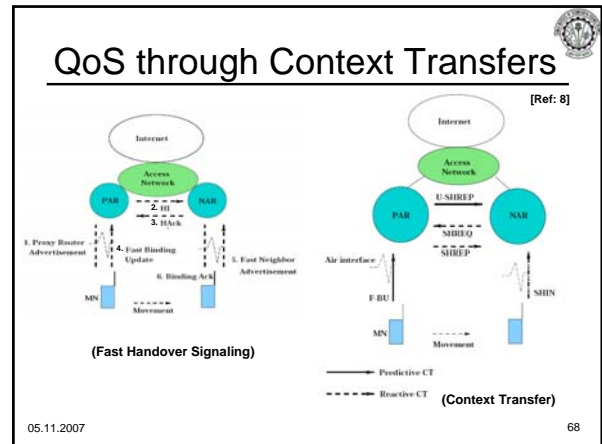 QoS through Context Transfers
[Ref: 8]
Internet
Access
Network
PAR
NAR
2. HI
3. HAck
1. Proxy Router
Advertisement
4. Fast Binding
Update
5. Fast Neighbor
Advertisement
6. Binding Ack
MN
Movement
(Fast Handover Signaling)
Internet
Access
Network
U-SHREP
PAR
NAR
SHREQ
SHREP
Air interface
F-BU
SHIN
MN
Movement
Predictive CT
Reactive CT
(Context Transfer)
05.11.2007
68